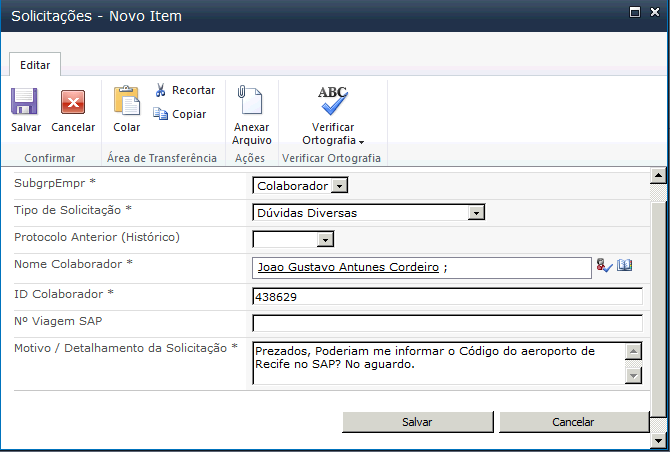 Solicitações - Novo Item
Editar
Salvar
Cancelar
Colar
Recortar
Copiar
Anexar
Arquivo
ABC
Verificar
Ortografia
Confirmar
Área de Transferência
Ações
Verificar Ortografia
SubgrpEmpr * Colaborador
Tipo de Solicitação * Dúvidas Diversas
Protocolo Anterior (Histórico)
Nome Colaborador * Joao Gustavo Antunes Cordeiro ;
ID Colaborador * 438629
Nº Viagem SAP
Motivo / Detalhamento da Solicitação * Prezados, Poderiam me informar o Código do aeroporto de
Recife no SAP? No aguardo.
Salvar Cancelar